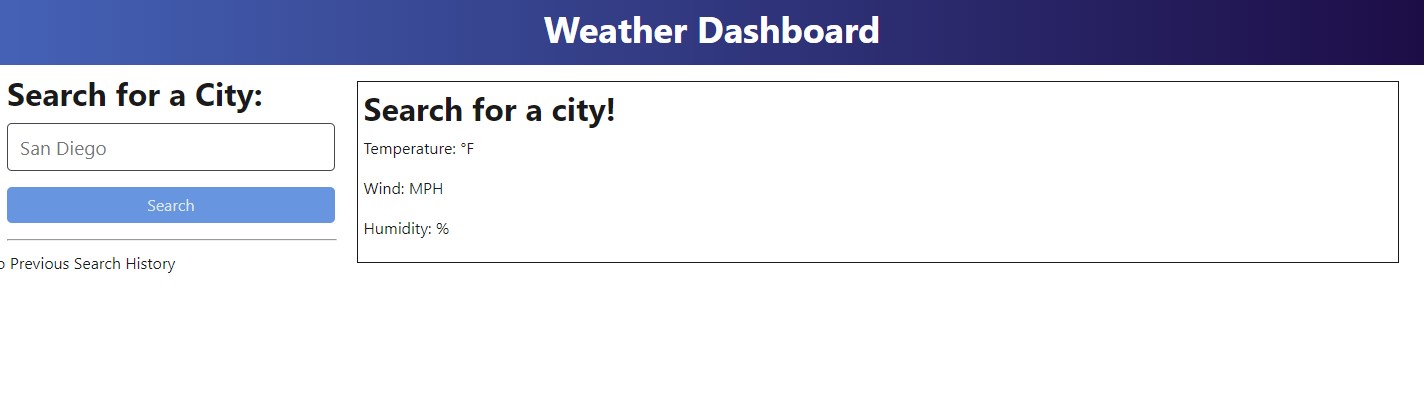 Weather Dashboard
Search for a City:
San Diego
Search
Previous Search History
Search for a city!
Temperature: °F
Wind: MPH
Humidity: %